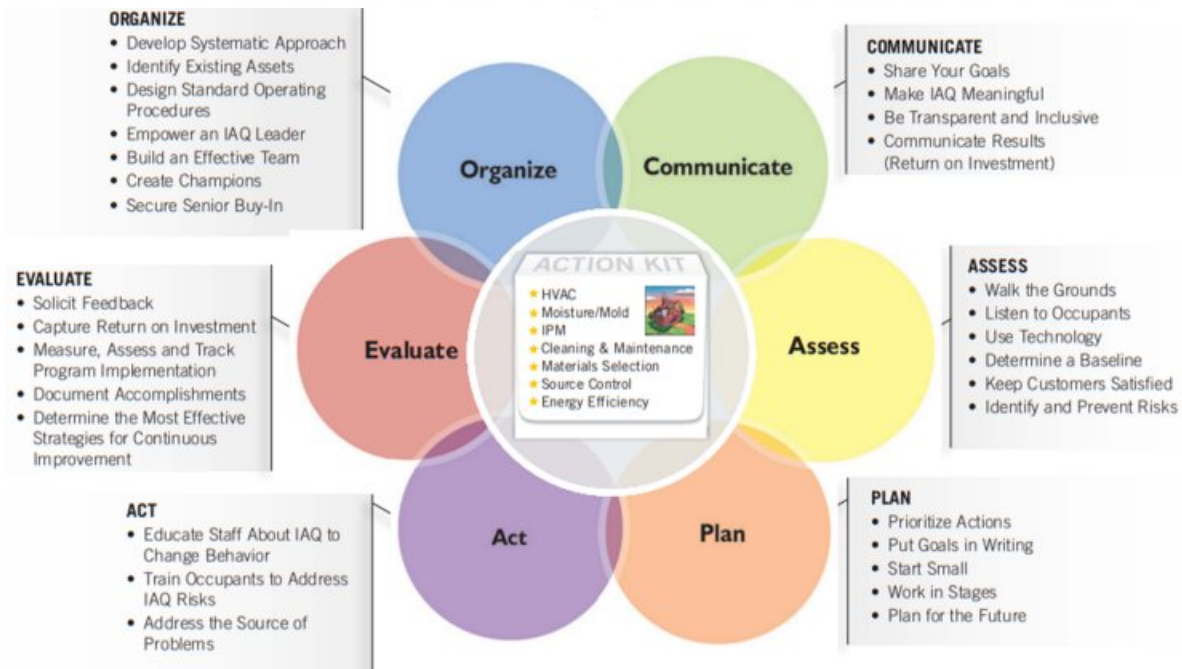 ORGANIZE
• Develop Systematic Approach
• Identify Existing Assets
• Design Standard Operating
Procedures
• Empower an IAQ Leader
• Build an Effective Team
• Create Champions
• Secure Senior Buy-In
COMMUNICATE
• Share Your Goals
• Make IAQ Meaningful
• Be Transparent and Inclusive
• Communicate Results
(Return on Investment)
Organize
Communicate
EVALUATE
• Solicit Feedback
• Capture Return on Investment
• Measure, Assess and Track
Program Implementation
• Document Accomplishments
• Determine the Most Effective
Strategies for Continuous
Improvement
Evaluate
ACTION KIT
★ HVAC
★ Moisture/Mold
★ IPM
★ Cleaning & Maintenance
★ Materials Selection
★ Source Control
★ Energy Efficiency
Assess
ASSESS
• Walk the Grounds
• Listen to Occupants
• Use Technology
• Determine a Baseline
• Keep Customers Satisfied
• Identify and Prevent Risks
ACT
• Educate Staff About IAQ to
Change Behavior
• Train Occupants to Address
IAQ Risks
• Address the Source of
Problems
Act
Plan
PLAN
• Prioritize Actions
• Put Goals in Writing
• Start Small
• Work in Stages
• Plan for the Future